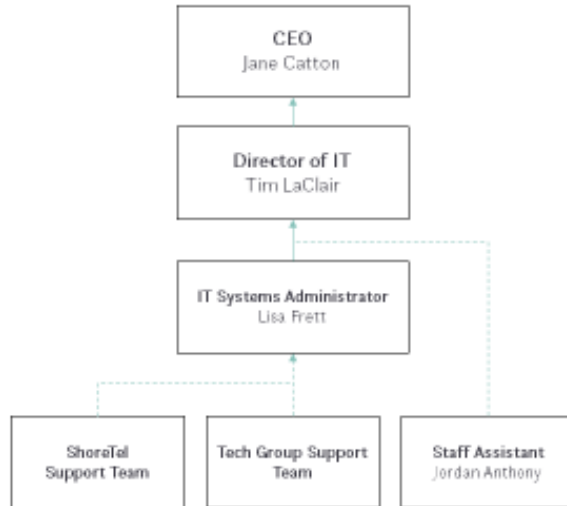 CEO
Jane Catton
Director of IT
Tim LaClair
IT Systems Administrator
Lisa Frett
ShoreTel
Support Team
Tech Group Support
Team
Staff Assistant
Jordan Anthony